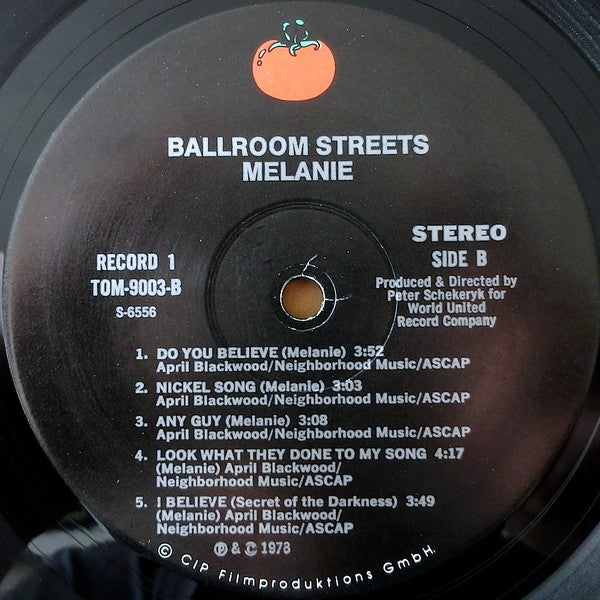 BALLROOM STREETS
MELANIE
RECORD 1
TOM-9003-B
S-6556
STEREO
SIDE B
Produced & Directed by
Peter Schekeryk for
World United
Record Company
1. DO YOU BELIEVE (Melanie) 3:52
April Blackwood/Neighborhood Music/ASCAP
2. NICKEL SONG (Melanie) 3:03
April Blackwood/Neighborhood Music/ASCAP
3. ANY GUY (Melanie) 3:08
April Blackwood/Neighborhood Music/ASCAP
4. LOOK WHAT THEY DONE TO MY SONG 4:17
(Melanie) April Blackwood/
Neighborhood Music/ASCAP
5. I BELIEVE (Secret of the Darkness) 3:49
(Melanie) April Blackwood/
Neighborhood Music/ASCAP
℗ & © 1978
© CIP Filmproduktions GmbH.